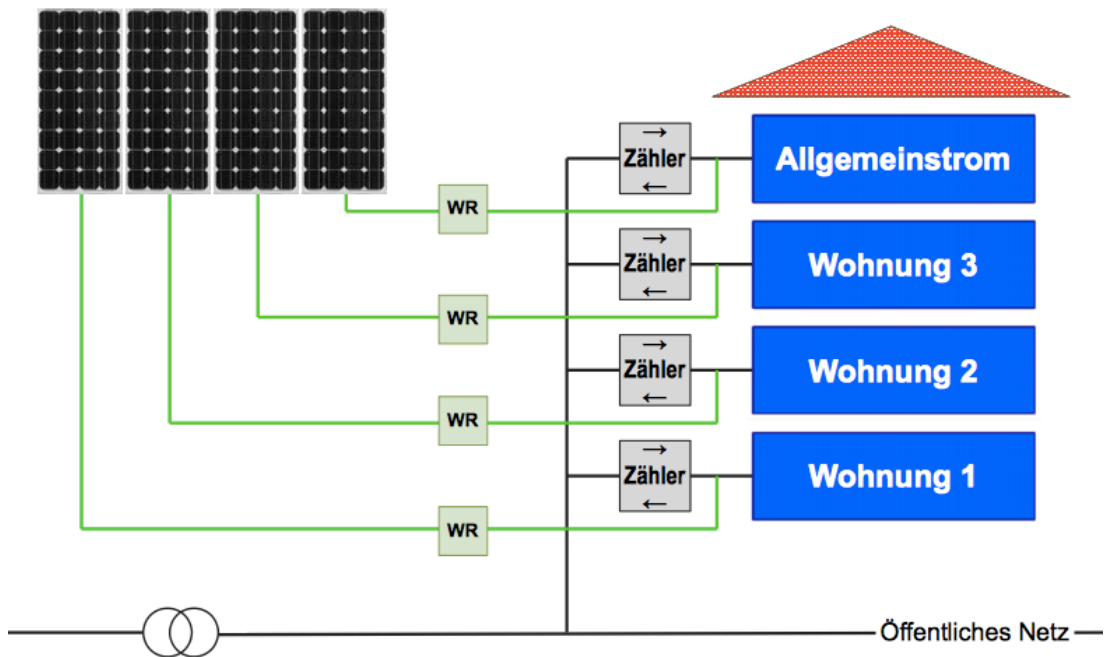 →
Zähler
←
Allgemeinstrom
WR
→
Zähler
←
Wohnung 3
WR
→
Zähler
←
Wohnung 2
WR
→
Zähler
←
Wohnung 1
WR
Öffentliches Netz